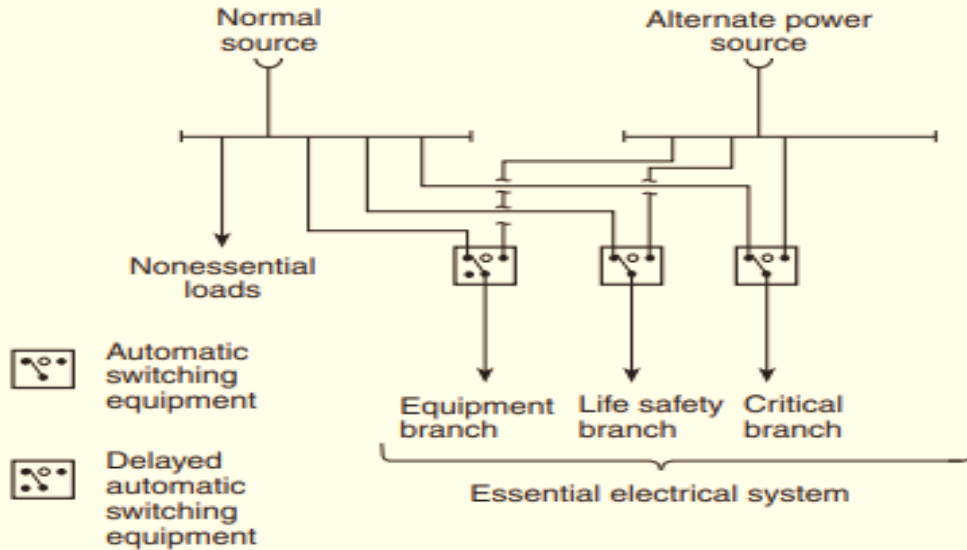 Normal
source
Alternate power
source
Nonessential
loads
Automatic
switching
equipment
Delayed
automatic
switching
equipment
Equipment
branch
Life safety
branch
Critical
branch
Essential electrical system